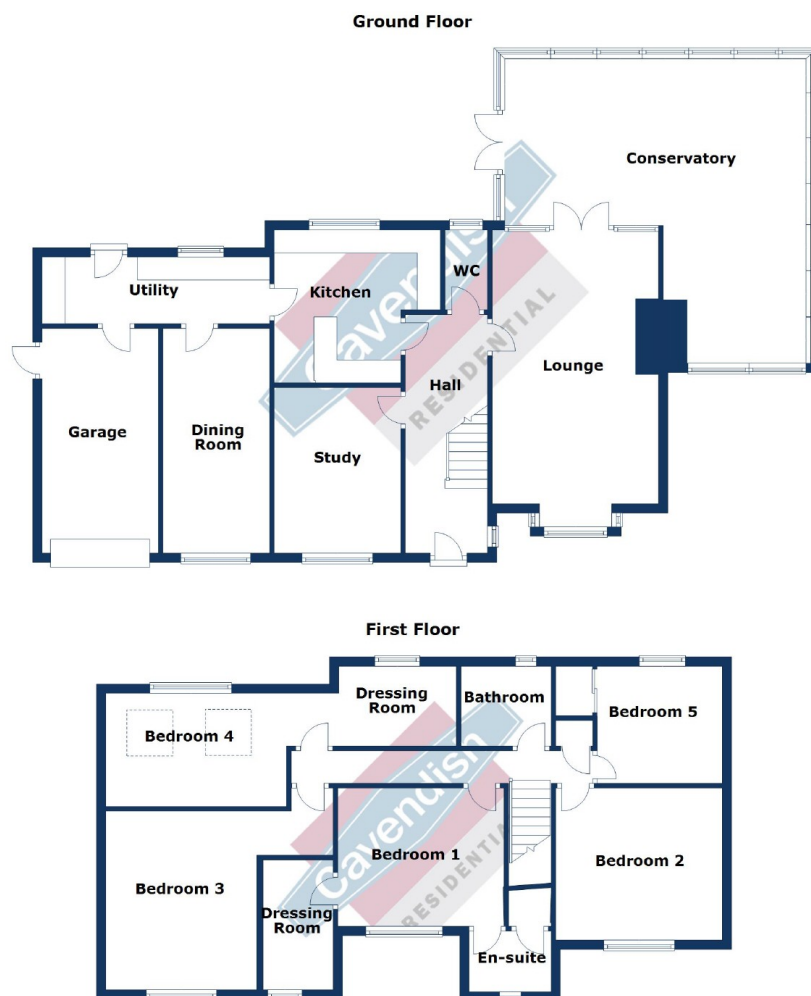 Ground Floor
Conservatory
WC
Utility
Kitchen
Lounge
Hall
Garage
Dining
Room
Study
Cavendish
RESIDENTIAL
First Floor
Dressing
Room
Bathroom
Bedroom 4
Bedroom 5
Bedroom 1
Bedroom 2
Bedroom 3
Dressing
Room
En-suite
Cavendish
RESIDENTIAL